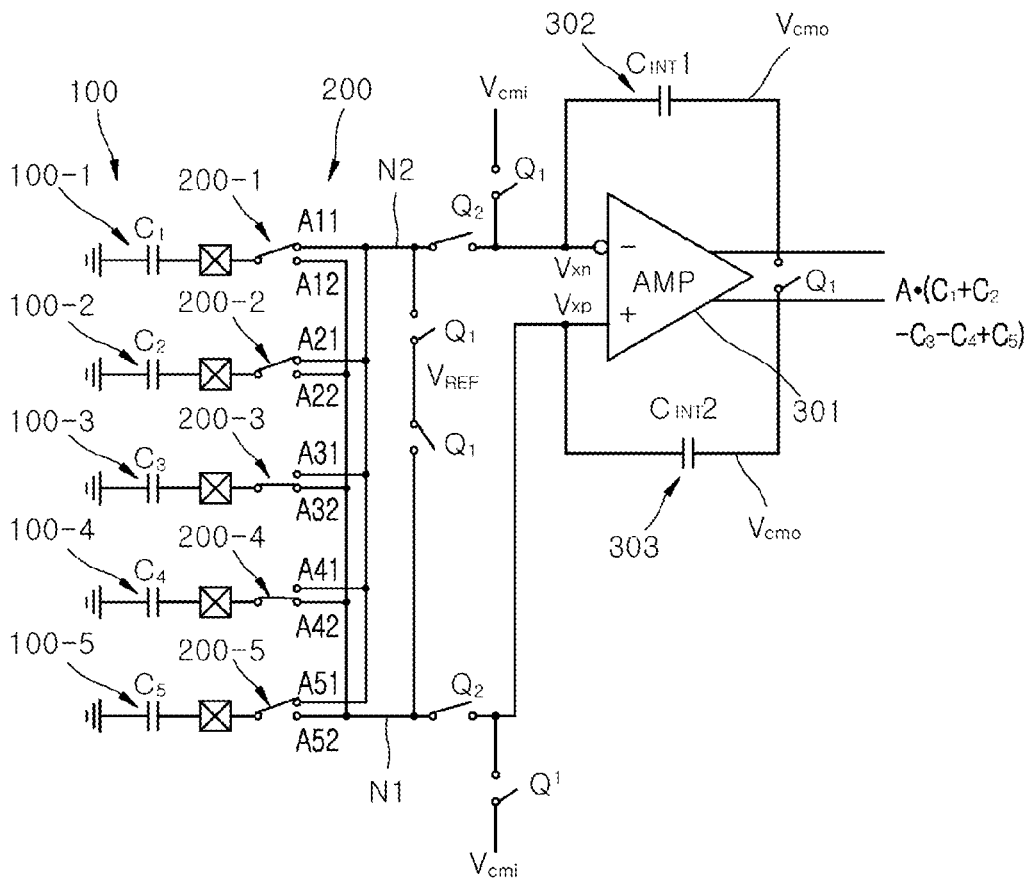 302
Vcmo
CINT1
100
200
Vcmi
100-1
200-1
N2
Q1
C1
A11
Q2
A12
Vxn
−
AMP
Q1
100-2
200-2
Vxp
+
A•(C1+C2
−C3−C4+C5)
C2
A21
Q1
A22
VREF
301
100-3
200-3
CINT2
C3
A31
Q1
A32
100-4
200-4
303
Vcmo
C4
A41
A42
100-5
200-5
C5
A51
Q2
A52
N1
Q1
Vcmi